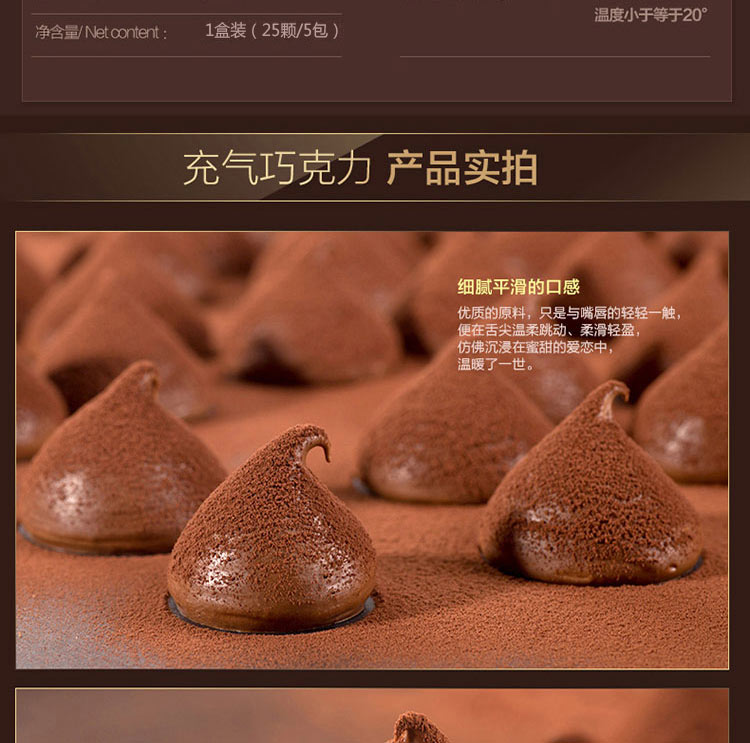 温度小于等于20°
净含量/ Net content： 1盒装（25颗/5包）
充气巧克力 产品实拍
细腻平滑的口感
优质的原料，只是与嘴唇的轻轻一触，
便在舌尖温柔跳动、柔滑轻盈，
仿佛沉浸在蜜甜的爱恋中，
温暖了一世。